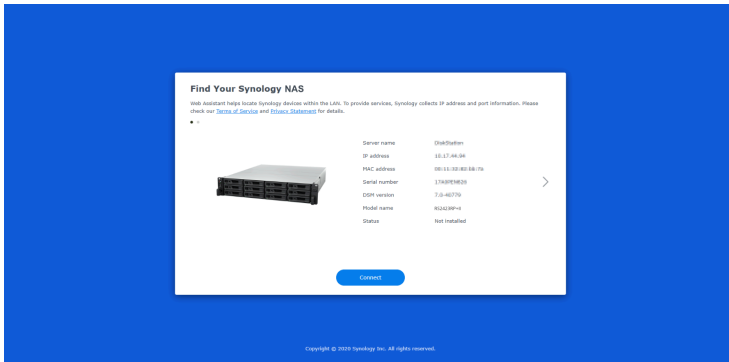 Find Your Synology NAS
Web Assistant helps locate Synology devices within the LAN. To provide services, Synology collects IP address and port information. Please
check our Terms of Service and Privacy Statement for details.
Server name DiskStation
IP address
MAC address
Serial number
DSM version 7.0-
Model name
Status Not installed
Connect
Copyright © 2020 Synology Inc. All rights reserved.